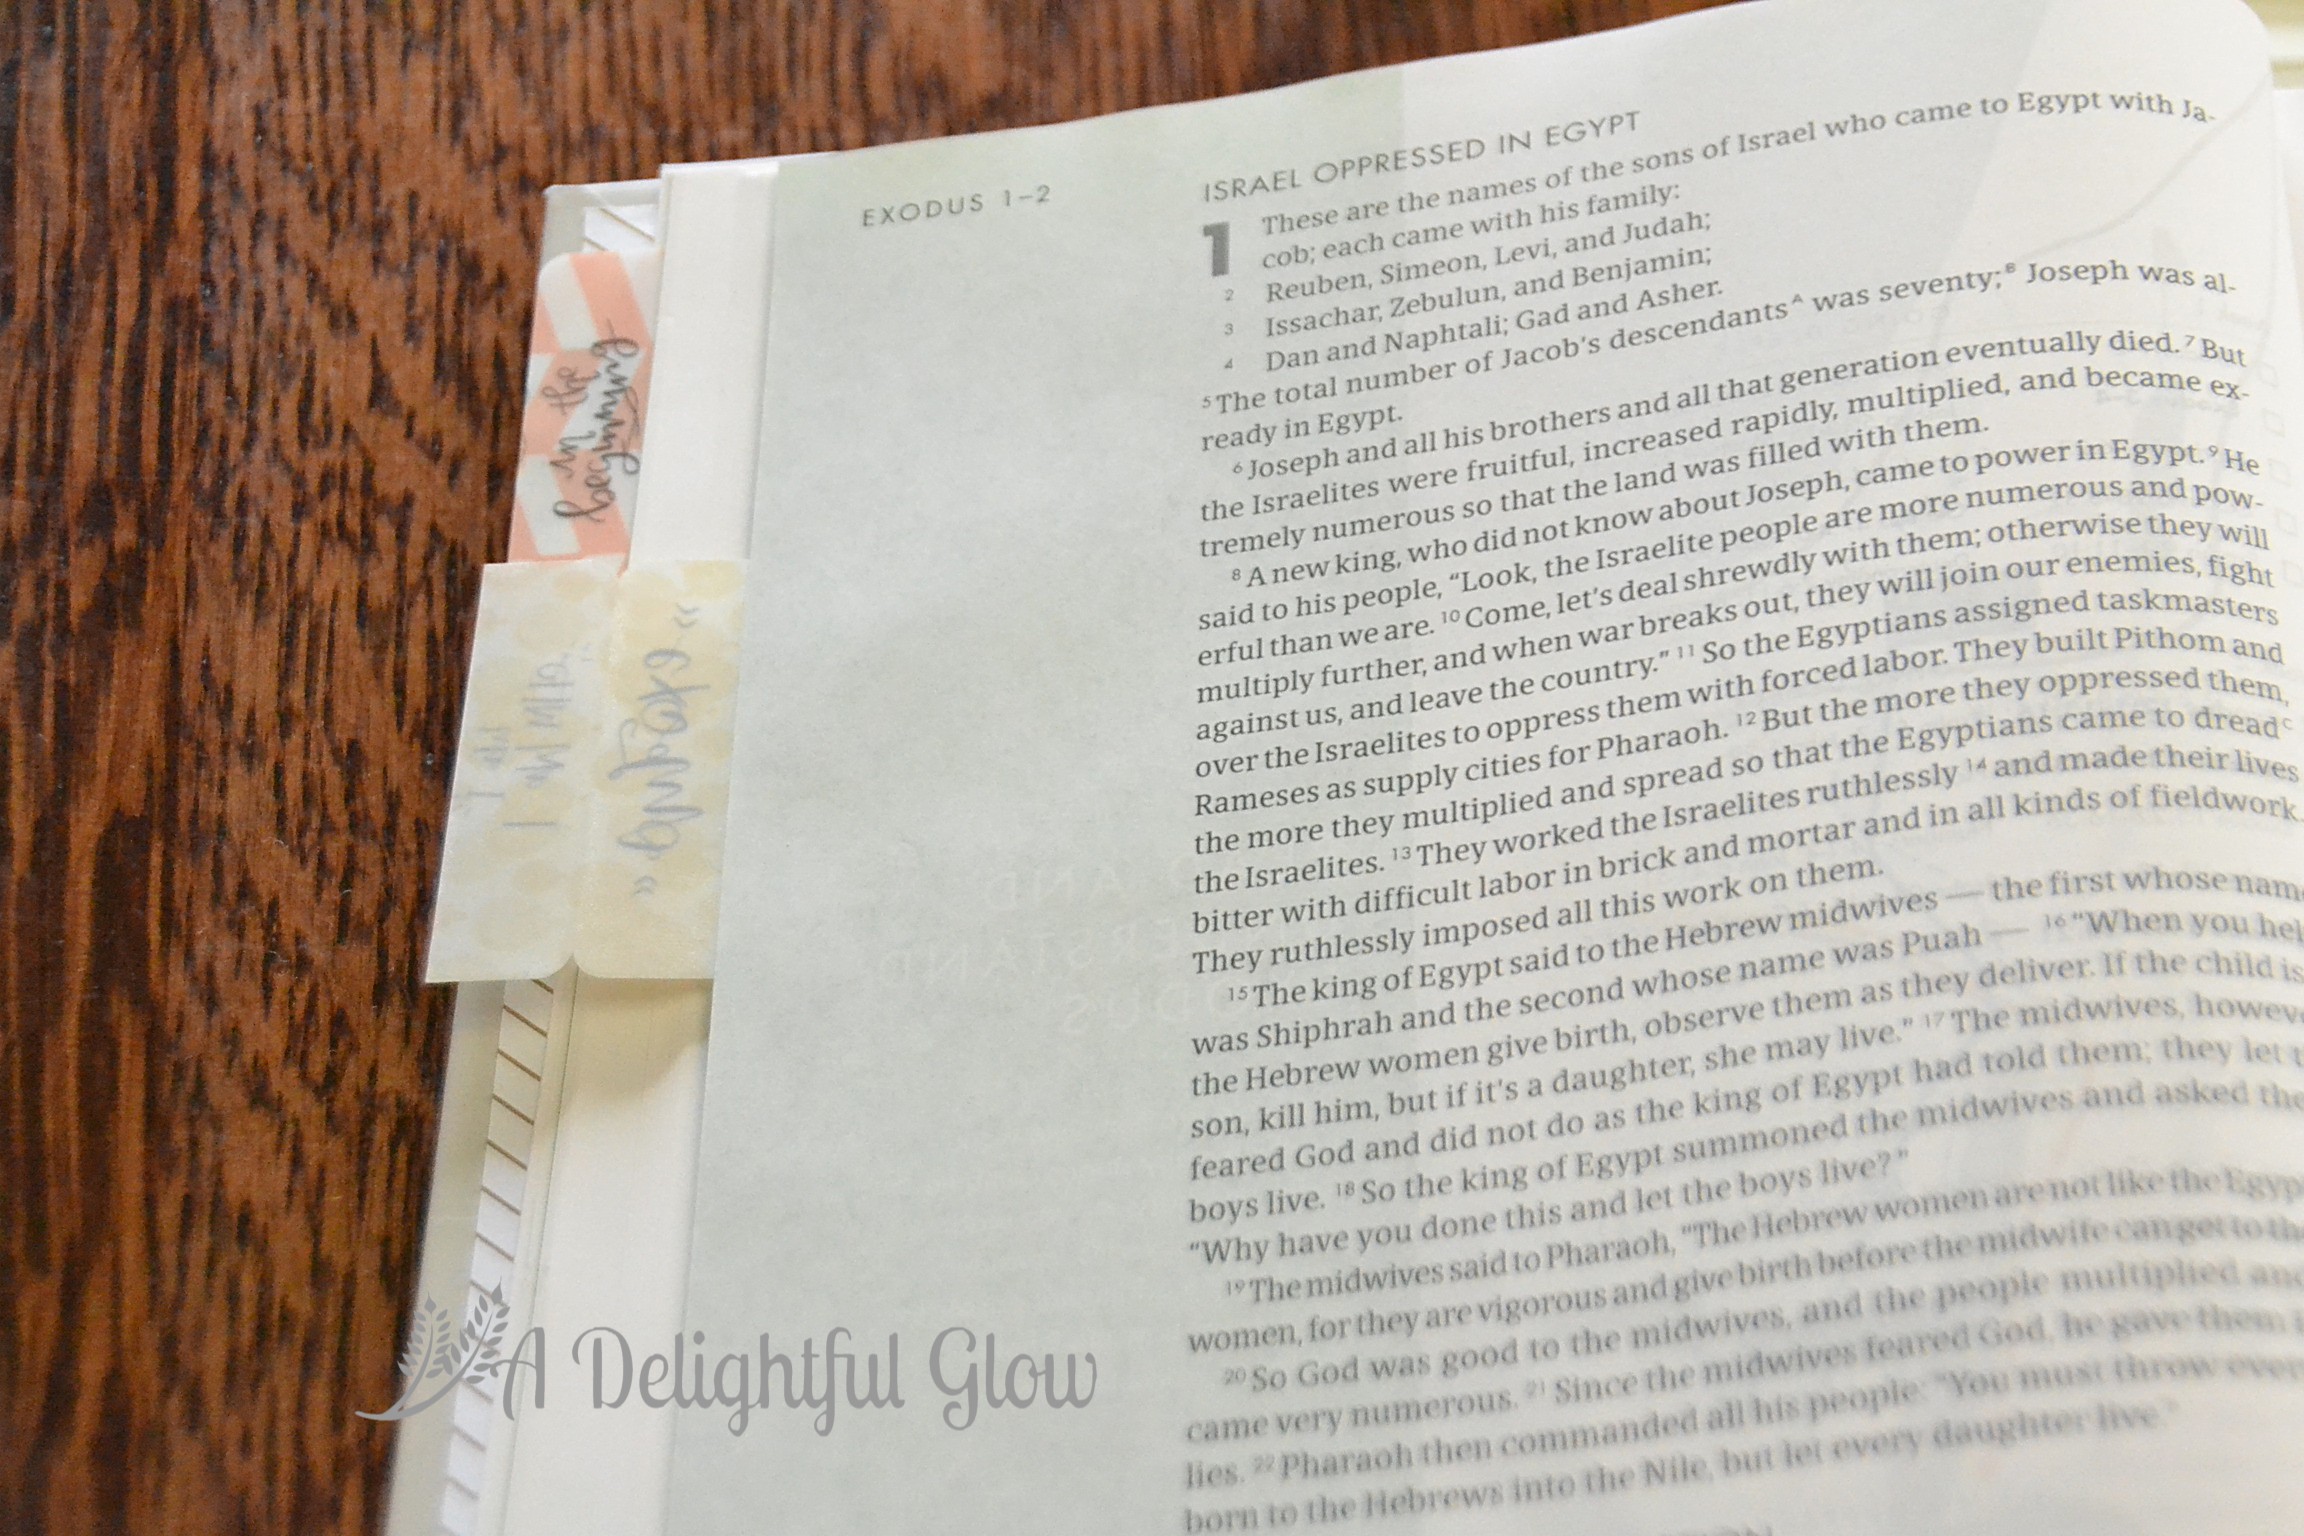 EXODUS 1–2
ISRAEL OPPRESSED IN EGYPT
1 These are the names of the sons of Israel who came to Egypt with Ja-
cob; each came with his family:
2 Reuben, Simeon, Levi, and Judah;
3 Issachar, Zebulun, and Benjamin;
4 Dan and Naphtali; Gad and Asher.
5 The total number of Jacob's descendants^A was seventy;^B Joseph was al-
ready in Egypt.
6 Joseph and all his brothers and all that generation eventually died. 7 But
the Israelites were fruitful, increased rapidly, multiplied, and became ex-
tremely numerous so that the land was filled with them.
8 A new king, who did not know about Joseph, came to power in Egypt. 9 He
said to his people, “Look, the Israelite people are more numerous and pow-
erful than we are. 10 Come, let's deal shrewdly with them; otherwise they will
multiply further, and when war breaks out, they will join our enemies, fight
against us, and leave the country.” 11 So the Egyptians assigned taskmasters
over the Israelites to oppress them with forced labor. They built Pithom and
Rameses as supply cities for Pharaoh. 12 But the more they oppressed them,
the more they multiplied and spread so that the Egyptians came to dread^C
the Israelites. 13 They worked the Israelites ruthlessly 14 and made their lives
bitter with difficult labor in brick and mortar and in all kinds of fieldwork.
They ruthlessly imposed all this work on them.
15 The king of Egypt said to the Hebrew midwives — the first whose name
was Shiphrah and the second whose name was Puah — 16 “When you hel
the Hebrew women give birth, observe them as they deliver. If the child is
son, kill him, but if it's a daughter, she may live.” 17 The midwives, howev
feared God and did not do as the king of Egypt had told them; they let t
boys live. 18 So the king of Egypt summoned the midwives and asked the
“Why have you done this and let the boys live?”
19 The midwives said to Pharaoh, “The Hebrew women are not like the Egyp
women, for they are vigorous and give birth before the midwife can get to the
20 So God was good to the midwives, and the people multiplied and
came very numerous. 21 Since the midwives feared God, he gave them
lies. 22 Pharaoh then commanded all his people: “You must throw ever
born to the Hebrews into the Nile, but let every daughter live.”
in the
beginning
exodus
I am
A Delightful Glow